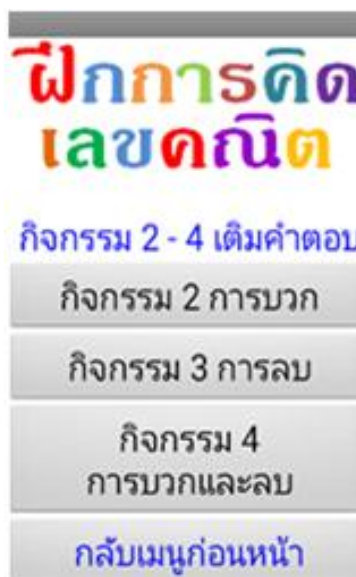 ฝึกการคิด
เลขคณิต
กิจกรรม 2 - 4 เติมคำตอบ
กิจกรรม 2 การบวก
กิจกรรม 3 การลบ
กิจกรรม 4
การบวกและลบ
กลับเมนูก่อนหน้า